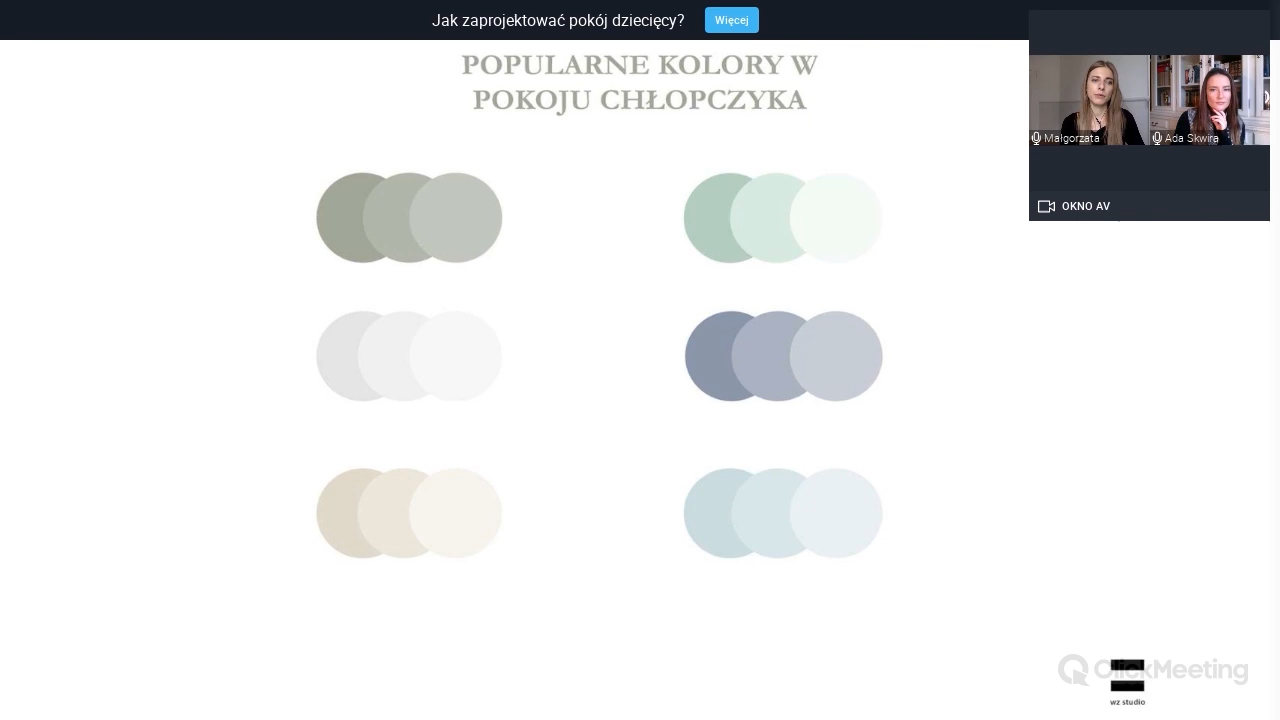 Jak zaprojektować pokój dziecięcy?
Więcej
POPULARNE KOLORY W
POKOJU CHŁOPCZYKA
Małgorzata
Ada Skwira
OKNO AV
ClickMeeting
wz studio